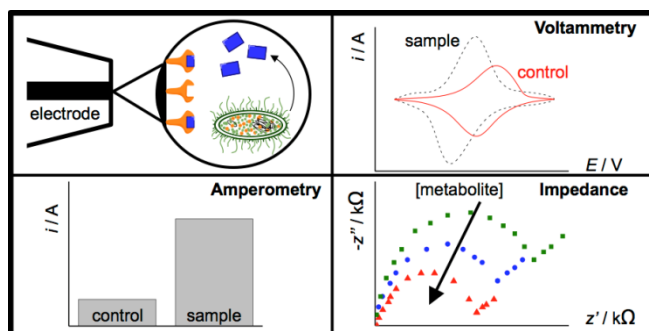 electrode
Voltammetry
i / A
sample
control
E / V
Amperometry
i / A
control
sample
Impedance
[metabolite]
-z” / kΩ
z’ / kΩ